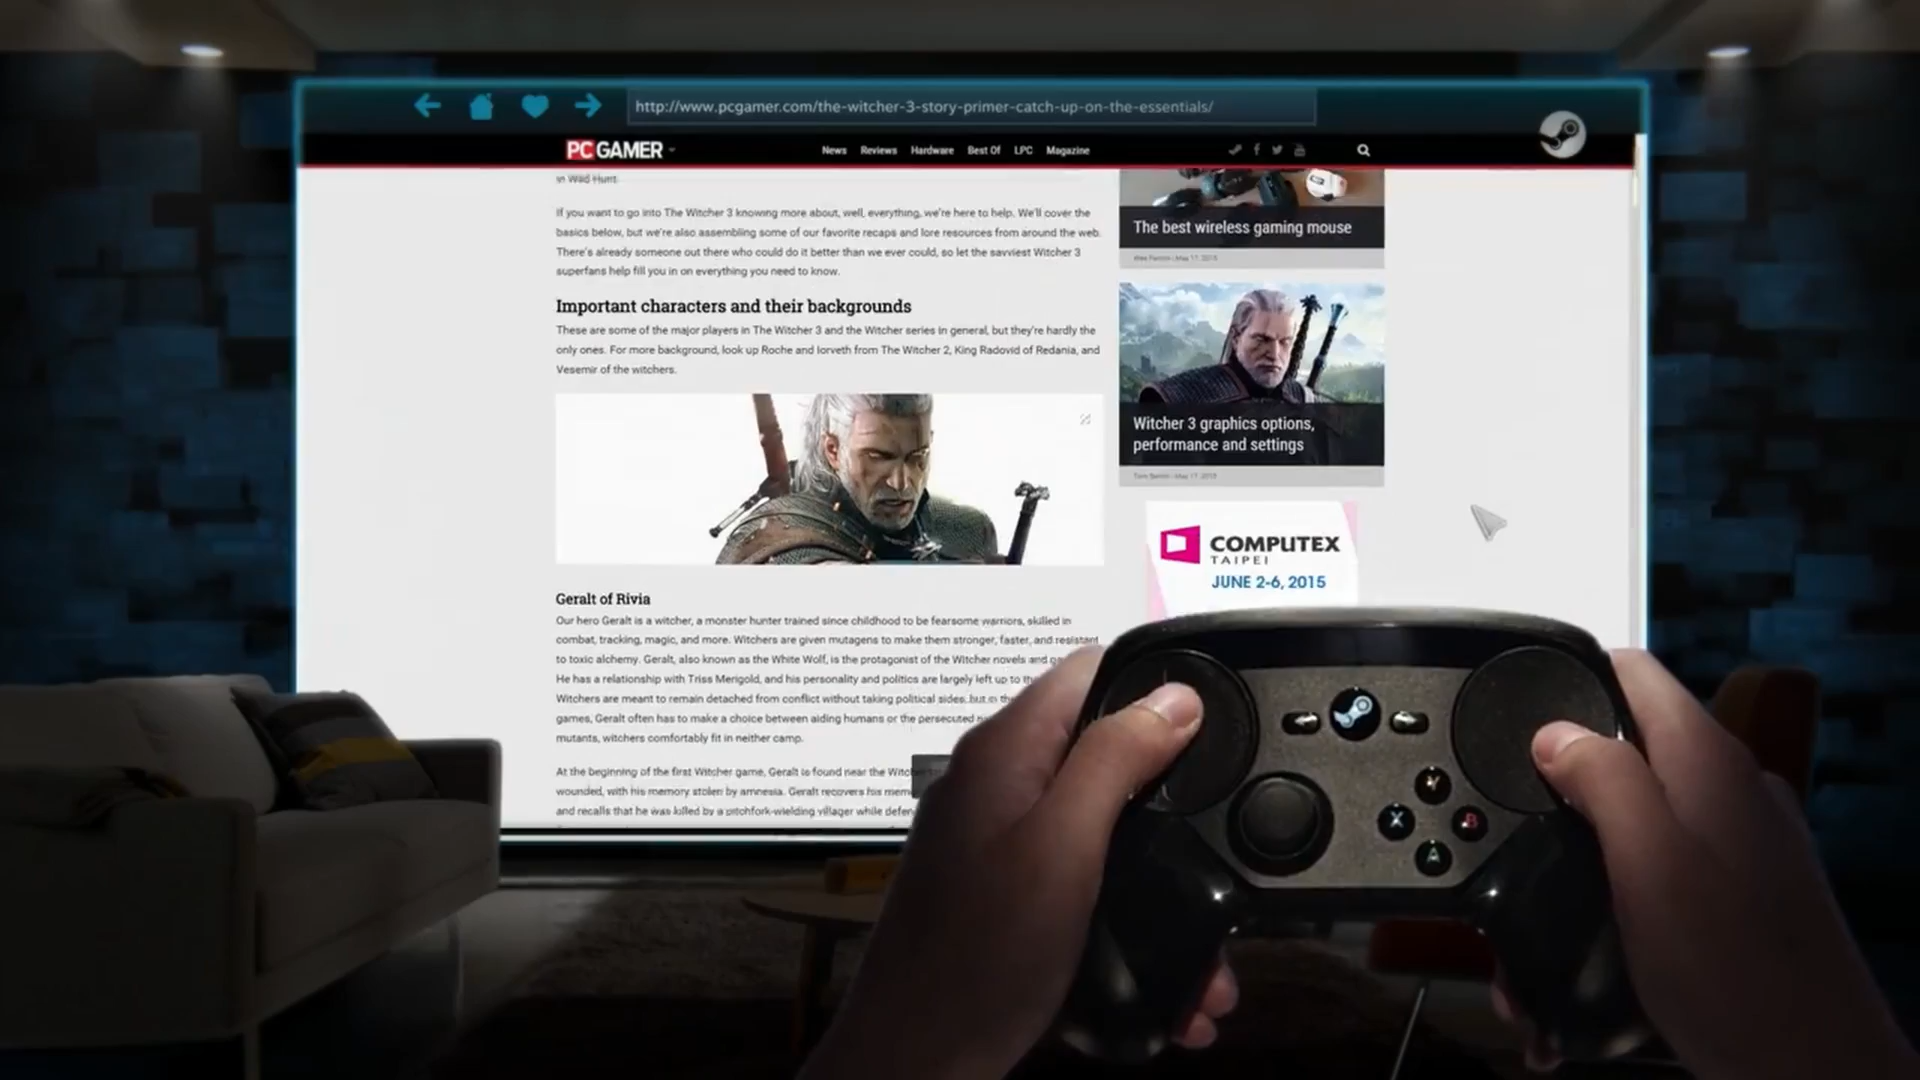 http://www.pcgamer.com/the-witcher-3-story-primer-catch-up-on-the-essentials/
PC GAMER
News Reviews Hardware Best Of LPC Magazine
in Wild Hunt.
If you want to go into The Witcher 3 knowing more about, well, everything, we're here to help. We'll cover the
basics below, but we're also assembling some of our favorite recaps and lore resources from around the web.
There's already someone out there who could do it better than we ever could, so let the savviest Witcher 3
superfans help fill you in on everything you need to know.
Important characters and their backgrounds
These are some of the major players in The Witcher 3 and the Witcher series in general, but they're hardly the
only ones. For more background, look up Roche and Iorveth from The Witcher 2, King Radovid of Redania, and
Vesemir of the witchers.
Geralt of Rivia
Our hero Geralt is a witcher, a monster hunter trained since childhood to be fearsome warriors, skilled in
combat, tracking, magic, and more. Witchers are given mutagens to make them stronger, faster, and resistant
to toxic alchemy. Geralt, also known as the White Wolf, is the protagonist of the Witcher novels and
He has a relationship with Triss Merigold, and his personality and politics are largely left up to
Witchers are meant to remain detached from conflict without taking political sides, but in
games, Geralt often has to make a choice between aiding humans or the persecuted
mutants, witchers comfortably fit in neither camp.
At the beginning of the first Witcher game, Geralt is found near the
wounded, with his memory stolen by amnesia. Geralt recovers his
and recalls that he was killed by a pitchfork-wielding villager while
The best wireless gaming mouse
May 17, 2015
Witcher 3 graphics options,
performance and settings
May 17, 2015
COMPUTEX
TAIPEI
JUNE 2-6, 2015
Y
X B
A